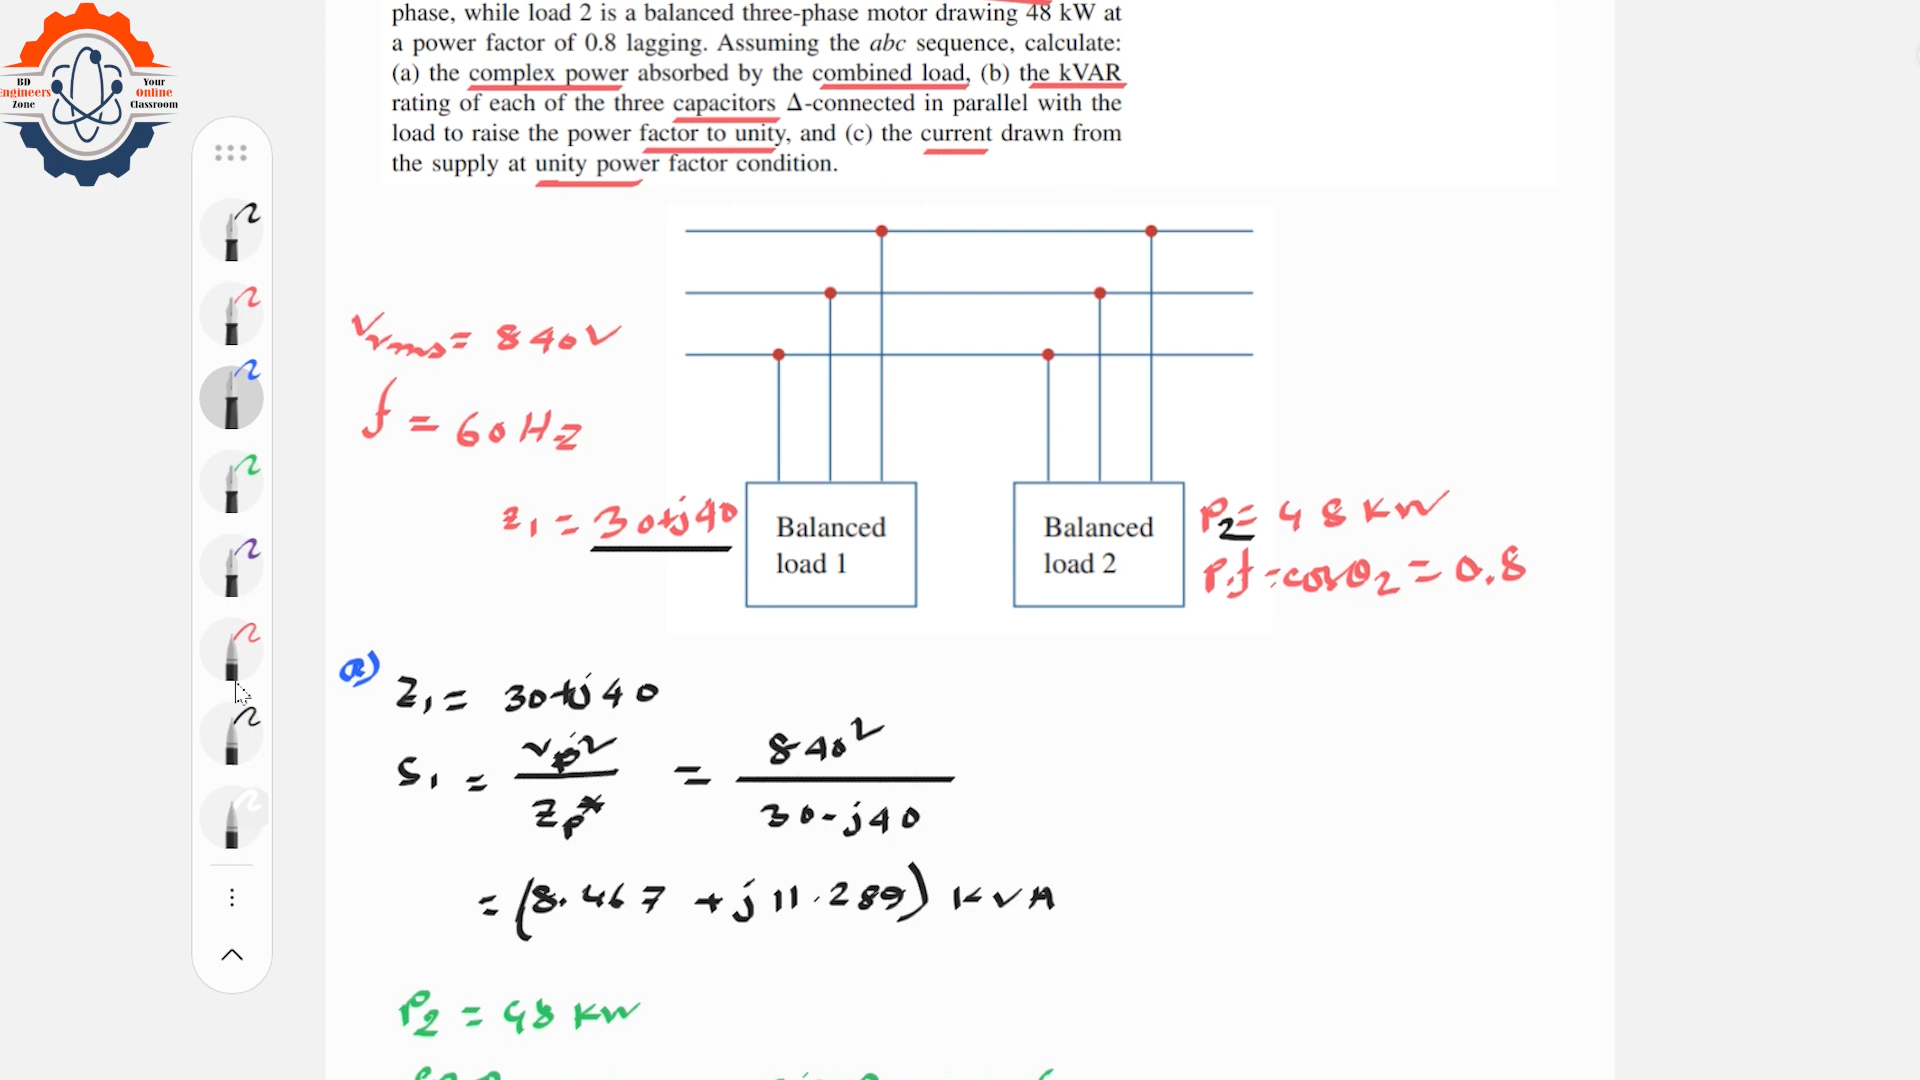 BD
Engineers
Zone
Your
Online
Classroom
phase, while load 2 is a balanced three-phase motor drawing 48 kW at
a power factor of 0.8 lagging. Assuming the abc sequence, calculate:
(a) the complex power absorbed by the combined load, (b) the kVAR
rating of each of the three capacitors Δ-connected in parallel with the
load to raise the power factor to unity, and (c) the current drawn from
the supply at unity power factor condition.
Vrms = 840V
f = 60Hz
Z1 = 30+j40
Balanced
load 1
Balanced
load 2
P2 = 48 KW
P.f = cosθ2 = 0.8
a)
Z1 = 30+j40
S1 = Vp² / Zp* = 840² / 30-j40
= (8.467 + j11.289) KVA
P2 = 48 KW